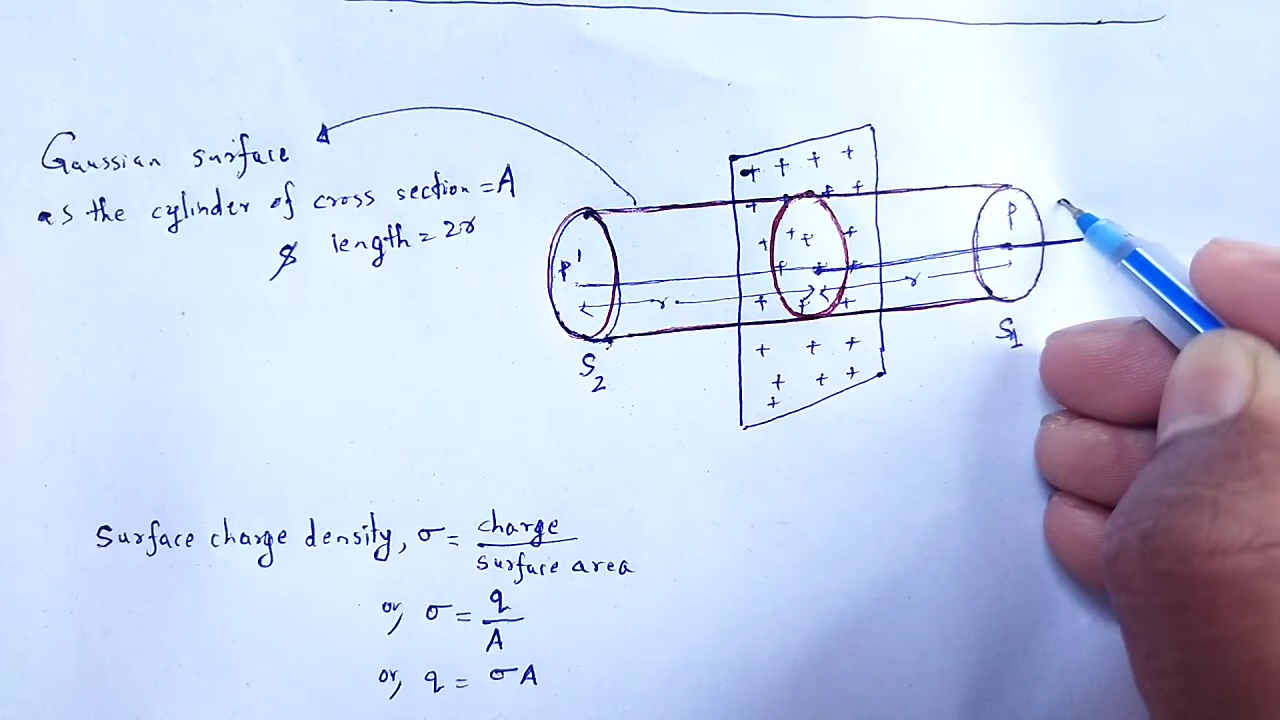 Gaussian surface
as the cylinder of cross section = A
$ length = 2r
+ + + +
+ + + +
+ + + +
+ + +
+ + +
+ + +
+ + +
+
P'
P
r
r
S1
S2
Surface charge density, σ = charge
surface area
or, σ = q
A
or, q = σA